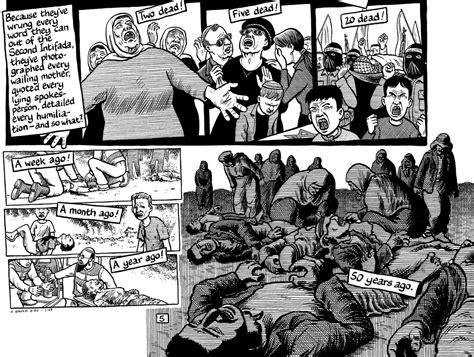 Because they've
wrung every
word they can
out of the
Second Intifada,
they've photo-
graphed every
wailing mother,
quoted every
lying spokes-
person, detailed
every humilia-
tion—and so what?
Two dead!
Five dead!
20 dead!
A week ago!
A month ago!
A year ago!
50 years ago.
5